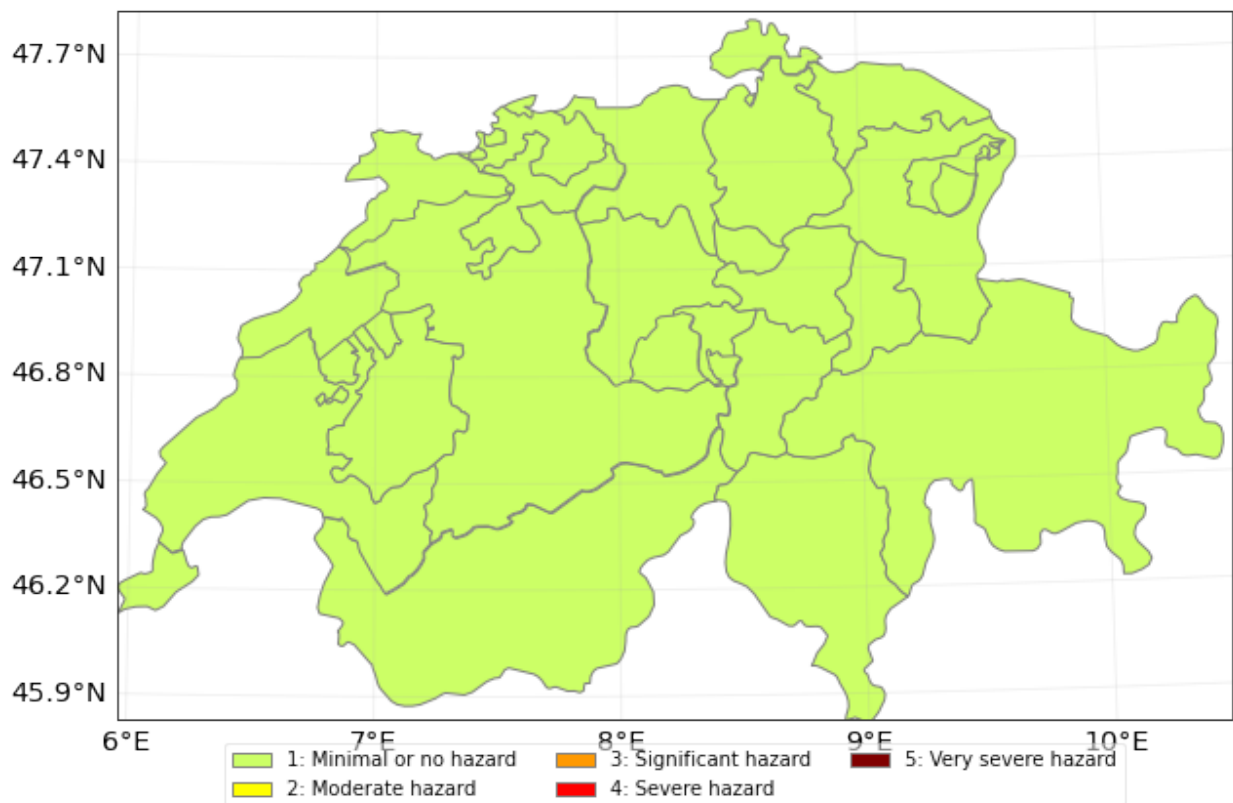 47.7°N
47.4°N
47.1°N
46.8°N
46.5°N
46.2°N
45.9°N
6°E 7°E 8°E 9°E 10°E
1: Minimal or no hazard 3: Significant hazard 5: Very severe hazard
2: Moderate hazard 4: Severe hazard